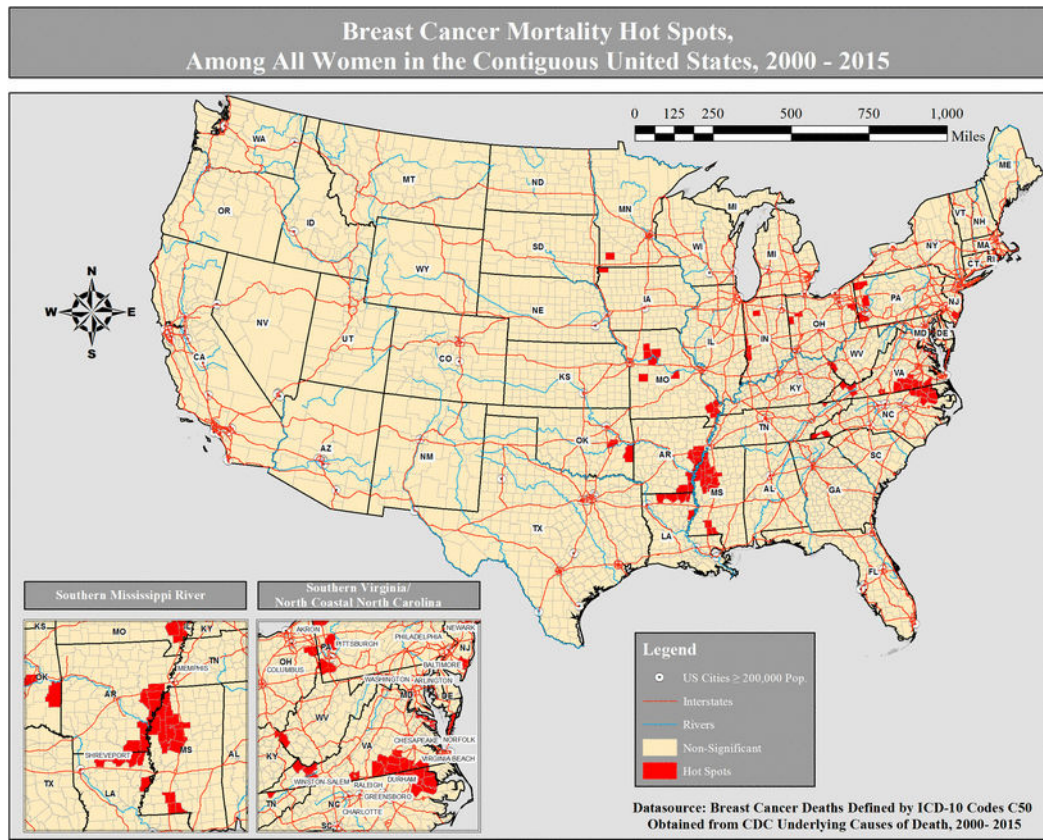 Breast Cancer Mortality Hot Spots,
Among All Women in the Contiguous United States, 2000 - 2015
0 125 250 500 750 1,000
Miles
N
W E
S
WA
MT
ND
MN
MI
ME
OR
ID
SD
WI
MI
VT
NH
NY
MA
CT
RI
WY
IA
PA
NJ
NE
NV
UT
IL
IN
OH
MD
DE
CA
CO
KS
MO
WV
VA
KY
AZ
NM
OK
AR
TN
NC
SC
TX
LA
MS
AL
GA
FL
Southern Mississippi River
KS
MO
KY
TN
MEMPHIS
OK
AR
SHREVEPORT
MS
AL
TX
LA
Southern Virginia/
North Coastal North Carolina
NEWARK
AKRON
PITTSBURGH
PHILADELPHIA
PA
NJ
OH
COLUMBUS
BALTIMORE
WASHINGTON
ARLINGTON
MD
DE
WV
VA
CHESAPEAKE
NORFOLK
KY
VIRGINIA BEACH
WINSTON-SALEM
DURHAM
RALEIGH
GREENSBORO
TN
NC
CHARLOTTE
SC
Legend
US Cities ≥ 200,000 Pop.
Interstates
Rivers
Non-Significant
Hot Spots
Datasource: Breast Cancer Deaths Defined by ICD-10 Codes C50
Obtained from CDC Underlying Causes of Death, 2000- 2015